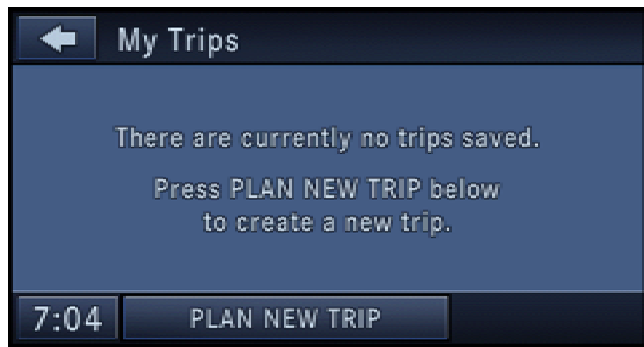 My Trips
There are currently no trips saved.
Press PLAN NEW TRIP below
to create a new trip.
7:04
PLAN NEW TRIP